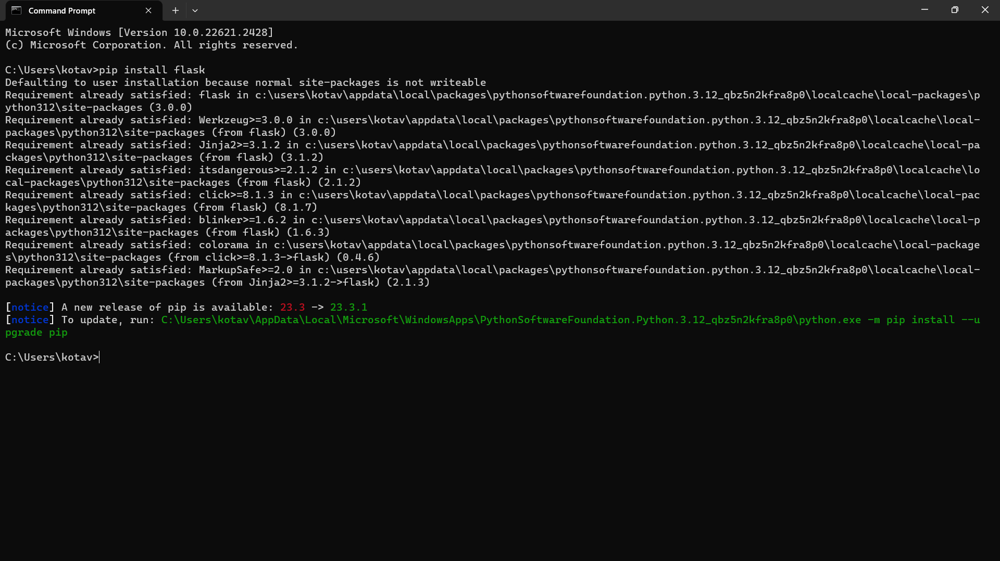 Command Prompt
Microsoft Windows [Version 10.0.22621.2428]
(c) Microsoft Corporation. All rights reserved.
C:\Users\kotav>pip install flask
Defaulting to user installation because normal site-packages is not writeable
Requirement already satisfied: flask in c:\users\kotav\appdata\local\packages\pythonsoftwarefoundation.python.3.12_qbz5n2kfra8p0\localcache\local-packages\p
ython312\site-packages (3.0.0)
Requirement already satisfied: Werkzeug>=3.0.0 in c:\users\kotav\appdata\local\packages\pythonsoftwarefoundation.python.3.12_qbz5n2kfra8p0\localcache\local-
packages\python312\site-packages (from flask) (3.0.0)
Requirement already satisfied: Jinja2>=3.1.2 in c:\users\kotav\appdata\local\packages\pythonsoftwarefoundation.python.3.12_qbz5n2kfra8p0\localcache\local-pa
ckages\python312\site-packages (from flask) (3.1.2)
Requirement already satisfied: itsdangerous>=2.1.2 in c:\users\kotav\appdata\local\packages\pythonsoftwarefoundation.python.3.12_qbz5n2kfra8p0\localcache\lo
cal-packages\python312\site-packages (from flask) (2.1.2)
Requirement already satisfied: click>=8.1.3 in c:\users\kotav\appdata\local\packages\pythonsoftwarefoundation.python.3.12_qbz5n2kfra8p0\localcache\local-pac
kages\python312\site-packages (from flask) (8.1.7)
Requirement already satisfied: blinker>=1.6.2 in c:\users\kotav\appdata\local\packages\pythonsoftwarefoundation.python.3.12_qbz5n2kfra8p0\localcache\local-p
ackages\python312\site-packages (from flask) (1.6.3)
Requirement already satisfied: colorama in c:\users\kotav\appdata\local\packages\pythonsoftwarefoundation.python.3.12_qbz5n2kfra8p0\localcache\local-package
s\python312\site-packages (from click>=8.1.3->flask) (0.4.6)
Requirement already satisfied: MarkupSafe>=2.0 in c:\users\kotav\appdata\local\packages\pythonsoftwarefoundation.python.3.12_qbz5n2kfra8p0\localcache\local-
packages\python312\site-packages (from Jinja2>=3.1.2->flask) (2.1.3)
[notice] A new release of pip is available: 23.3 -> 23.3.1
[notice] To update, run: C:\Users\kotav\AppData\Local\Microsoft\WindowsApps\PythonSoftwareFoundation.Python.3.12_qbz5n2kfra8p0\python.exe -m pip install --u
pgrade pip
C:\Users\kotav>